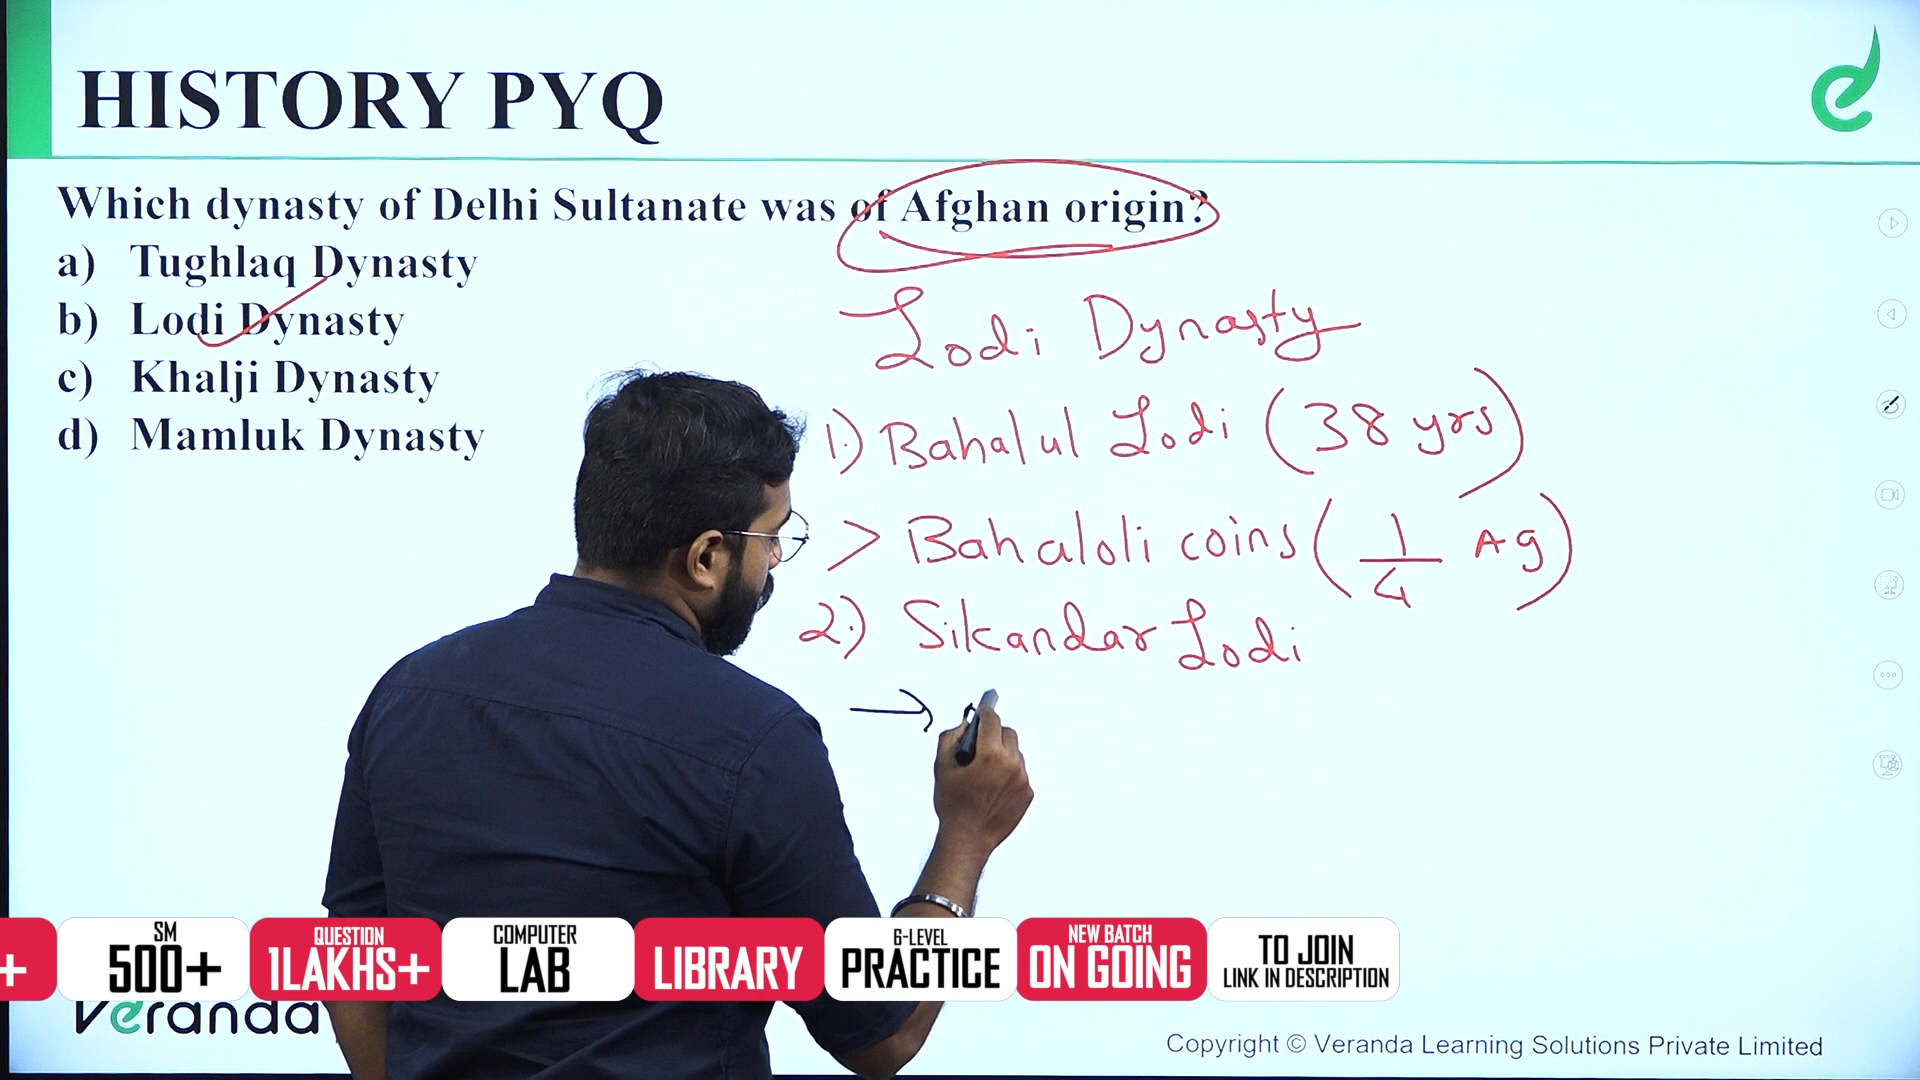 HISTORY PYQ
Which dynasty of Delhi Sultanate was of Afghan origin?
a) Tughlaq Dynasty
b) Lodi Dynasty
c) Khalji Dynasty
d) Mamluk Dynasty
Lodi Dynasty
1.) Bahalul Lodi (38 yrs)
> Bahaloli coins (1/4 Ag)
2.) Sikandar Lodi
→
+
SM
500+
QUESTION
1LAKHS+
COMPUTER
LAB
LIBRARY
6-LEVEL
PRACTICE
NEW BATCH
ON GOING
TO JOIN
LINK IN DESCRIPTION
veranda
Copyright © Veranda Learning Solutions Private Limited